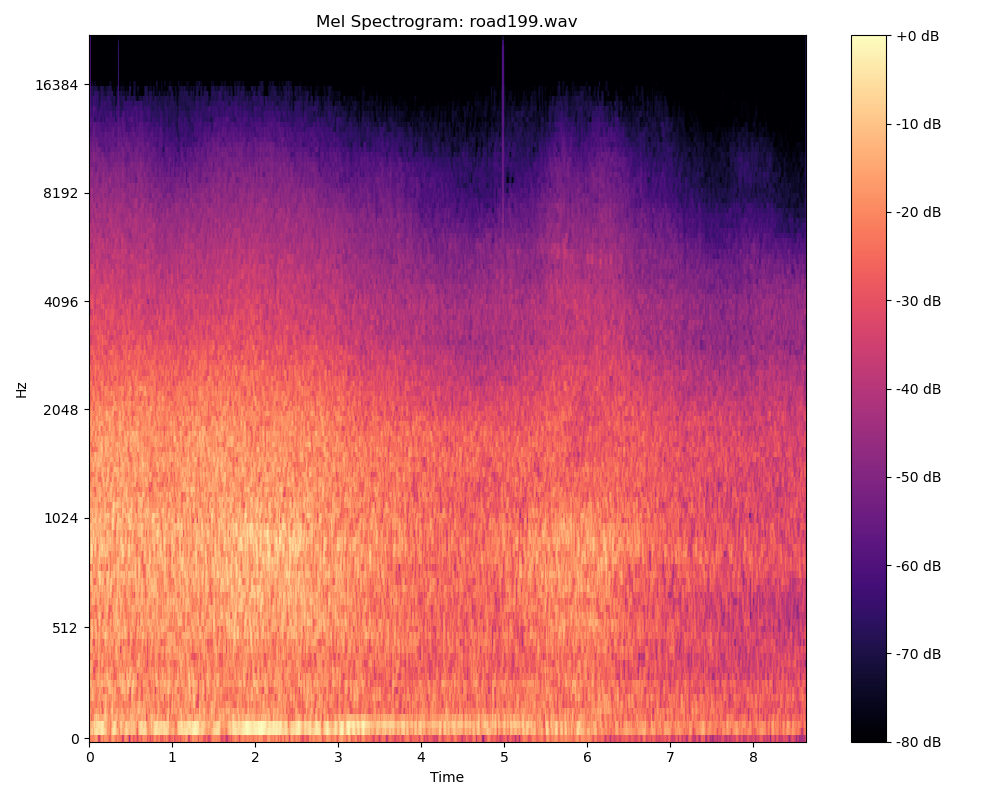 Mel Spectrogram: road199.wav
Hz
16384
8192
4096
2048
1024
512
0
0 1 2 3 4 5 6 7 8
Time
+0 dB
-10 dB
-20 dB
-30 dB
-40 dB
-50 dB
-60 dB
-70 dB
-80 dB